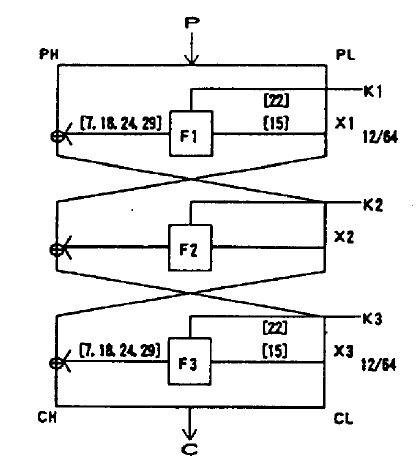 P
PH PL
K1
[22]
[7, 18, 24, 29] F1 [15] X1 12/64
K2
F2 X2
K3
[22]
[7, 18, 24, 29] F3 [15] X3 12/64
CH CL
C